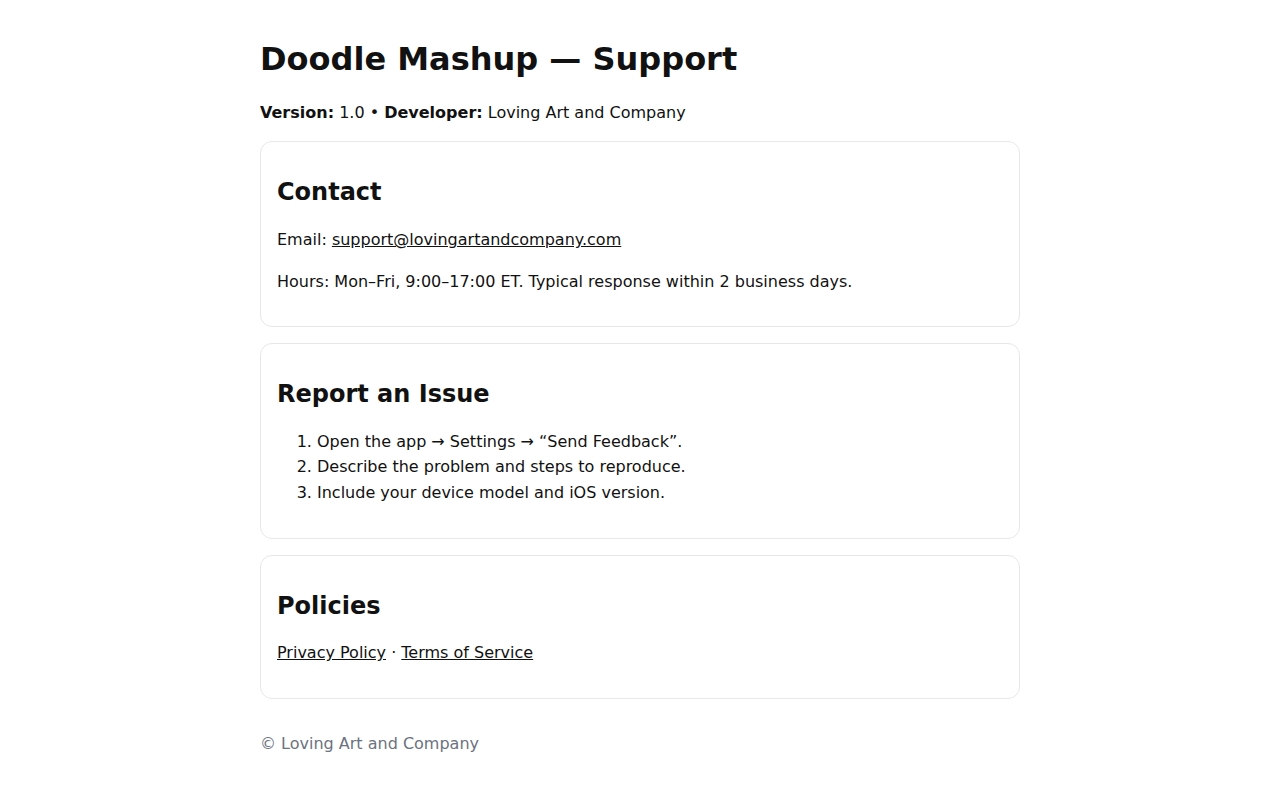 Doodle Mashup — Support
Version: 1.0 • Developer: Loving Art and Company
Contact
Email: support@lovingartandcompany.com
Hours: Mon–Fri, 9:00–17:00 ET. Typical response within 2 business days.
Report an Issue
1. Open the app → Settings → “Send Feedback”.
2. Describe the problem and steps to reproduce.
3. Include your device model and iOS version.
Policies
Privacy Policy · Terms of Service
© Loving Art and Company